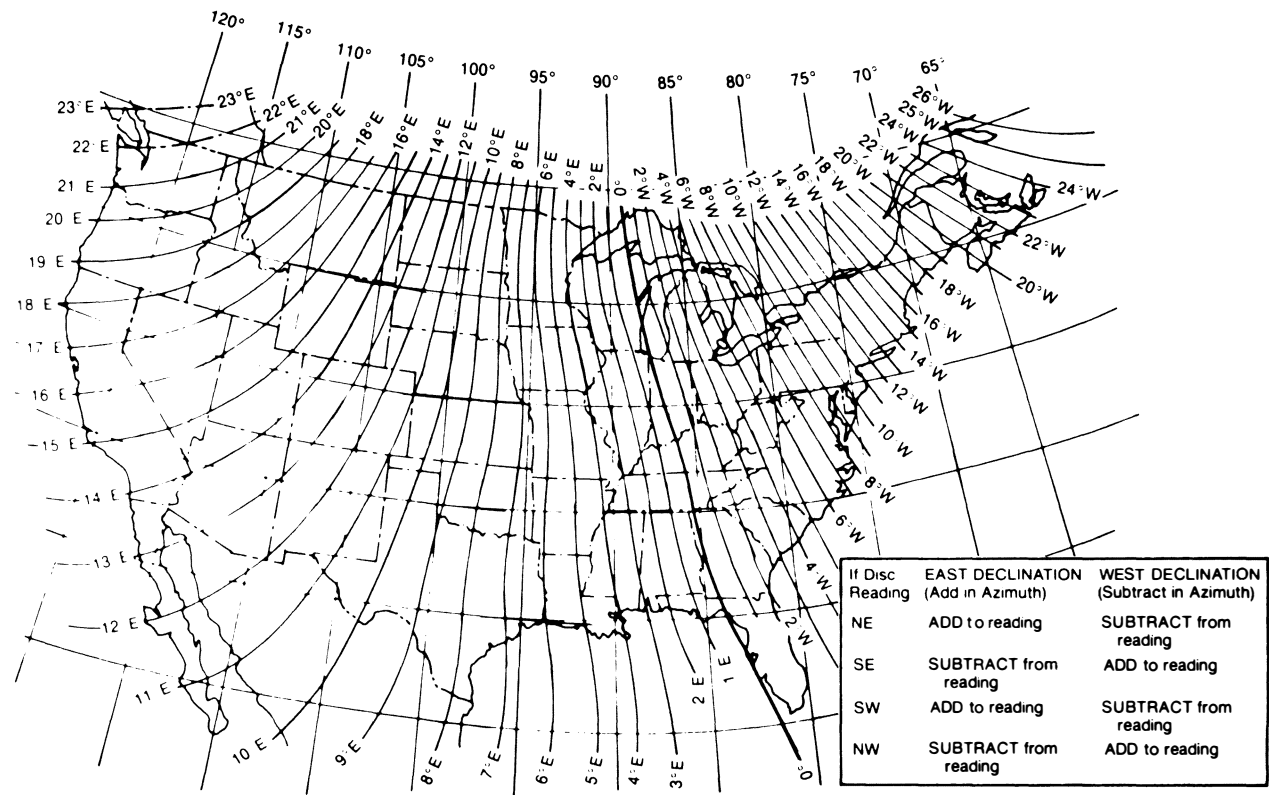 120°
115°
110°
105°
100°
95°
90°
85°
80°
75°
70°
65°
23°E
22°E
21°E
20°E
18°E
16°E
14°E
12°E
10°E
8°E
6°E
4°E
2°E
0°
2°W
4°W
6°W
8°W
10°W
12°W
14°W
16°W
18°W
20°W
22°W
24°W
25°W
26°W
23°E
22 E
21 E
20 E
19 E
18 E
17 E
16 E
15 E
14 E
13 E
12 E
11 E
10 E
9°E
8°E
7°E
6°E
5°E
4°E
3°E
2 E
1 E
0°
24°W
22°W
20°W
18°W
16°W
14°W
12°W
10°W
8°W
6°W
4°W
2°W
If Disc EAST DECLINATION WEST DECLINATION
Reading (Add in Azimuth) (Subtract in Azimuth)
NE ADD to reading SUBTRACT from
reading
SE SUBTRACT from ADD to reading
reading
SW ADD to reading SUBTRACT from
reading
NW SUBTRACT from ADD to reading
reading